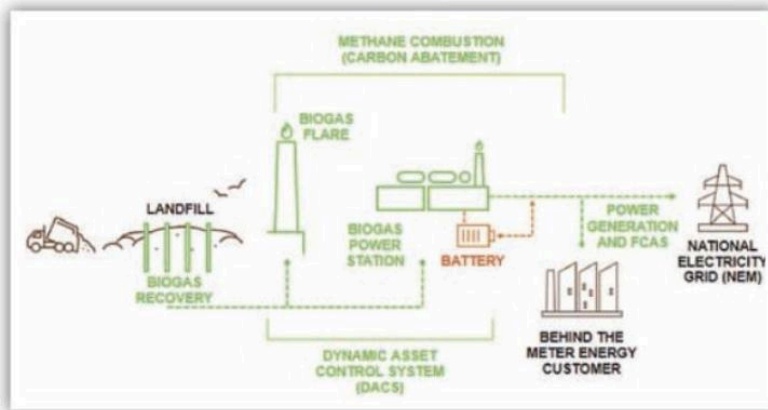 METHANE COMBUSTION
(CARBON ABATEMENT)
BIOGAS
FLARE
LANDFILL
BIOGAS
RECOVERY
BIOGAS
POWER
STATION
BATTERY
POWER
GENERATION
AND FCAS
NATIONAL
ELECTRICITY
GRID (NEM)
BEHIND THE
METER ENERGY
CUSTOMER
DYNAMIC ASSET
CONTROL SYSTEM
(DACS)